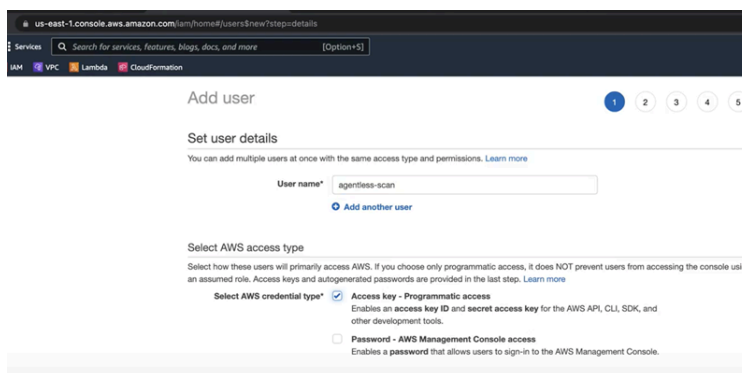 us-east-1.console.aws.amazon.com/iam/home#/users$new?step=details
Services Search for services, features, blogs, docs, and more [Option+S]
IAM VPC Lambda CloudFormation
Add user 1 2 3 4 5
Set user details
You can add multiple users at once with the same access type and permissions. Learn more
User name* agentless-scan
Add another user
Select AWS access type
Select how these users will primarily access AWS. If you choose only programmatic access, it does NOT prevent users from accessing the console usi
an assumed role. Access keys and autogenerated passwords are provided in the last step. Learn more
Select AWS credential type* Access key - Programmatic access
Enables an access key ID and secret access key for the AWS API, CLI, SDK, and
other development tools.
Password - AWS Management Console access
Enables a password that allows users to sign-in to the AWS Management Console.